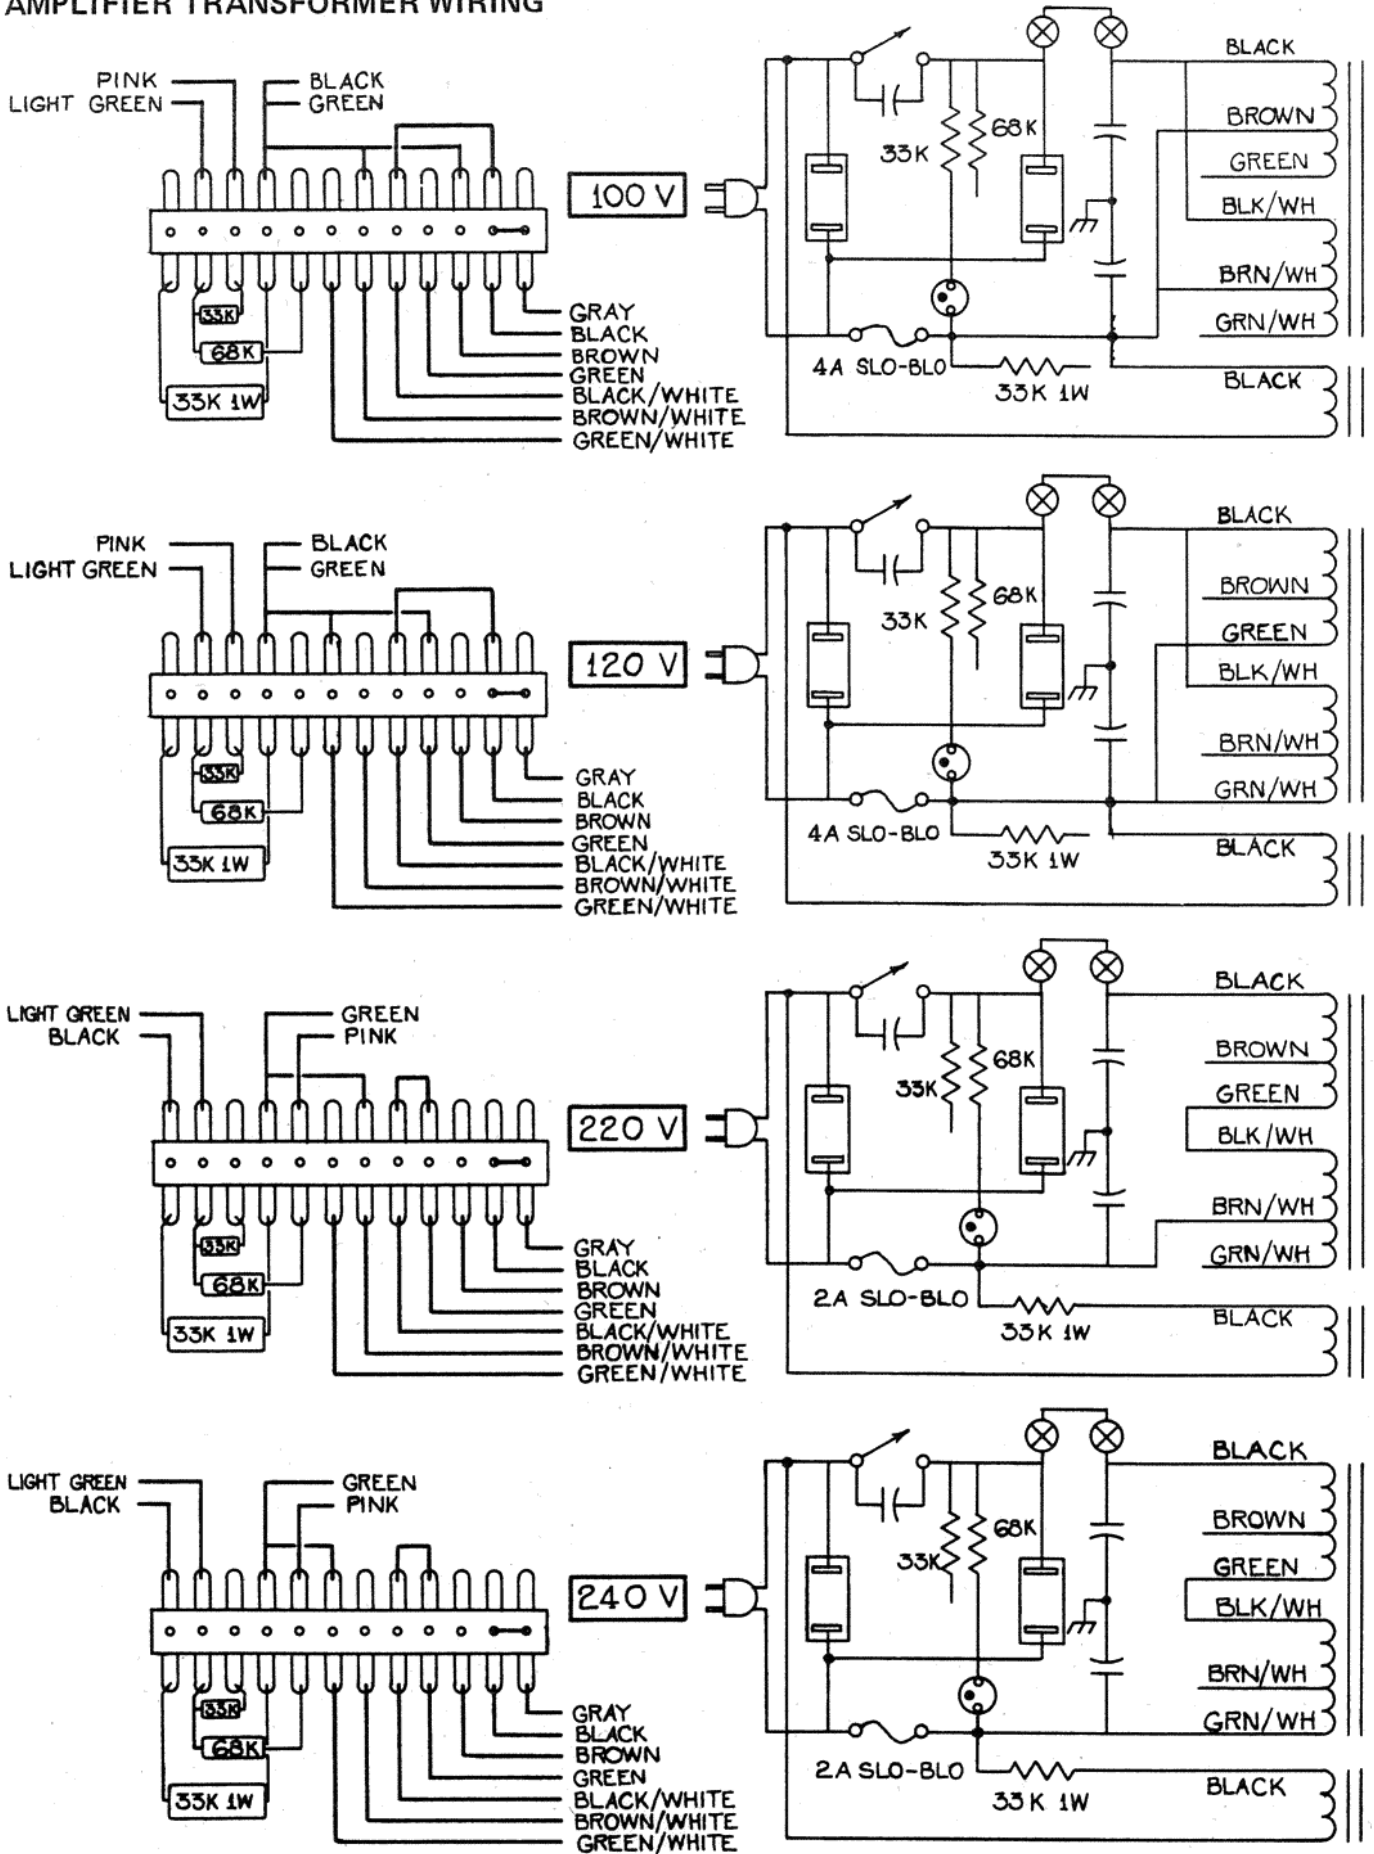 AMPLIFIER TRANSFORMER WIRING
PINK
BLACK
LIGHT GREEN
GREEN
33K
68K
33K 1W
GRAY
BLACK
BROWN
GREEN
BLACK/WHITE
BROWN/WHITE
GREEN/WHITE
100 V
33K
68K
4A SLO-BLO
33K 1W
BLACK
BROWN
GREEN
BLK/WH
BRN/WH
GRN/WH
BLACK
PINK
BLACK
LIGHT GREEN
GREEN
33K
68K
33K 1W
GRAY
BLACK
BROWN
GREEN
BLACK/WHITE
BROWN/WHITE
GREEN/WHITE
120 V
33K
68K
4A SLO-BLO
33K 1W
BLACK
BROWN
GREEN
BLK/WH
BRN/WH
GRN/WH
BLACK
LIGHT GREEN
GREEN
BLACK
PINK
33K
68K
33K 1W
GRAY
BLACK
BROWN
GREEN
BLACK/WHITE
BROWN/WHITE
GREEN/WHITE
220 V
33K
68K
2A SLO-BLO
33K 1W
BLACK
BROWN
GREEN
BLK/WH
BRN/WH
GRN/WH
BLACK
LIGHT GREEN
GREEN
BLACK
PINK
33K
68K
33K 1W
GRAY
BLACK
BROWN
GREEN
BLACK/WHITE
BROWN/WHITE
GREEN/WHITE
240 V
33K
68K
2A SLO-BLO
33K 1W
BLACK
BROWN
GREEN
BLK/WH
BRN/WH
GRN/WH
BLACK